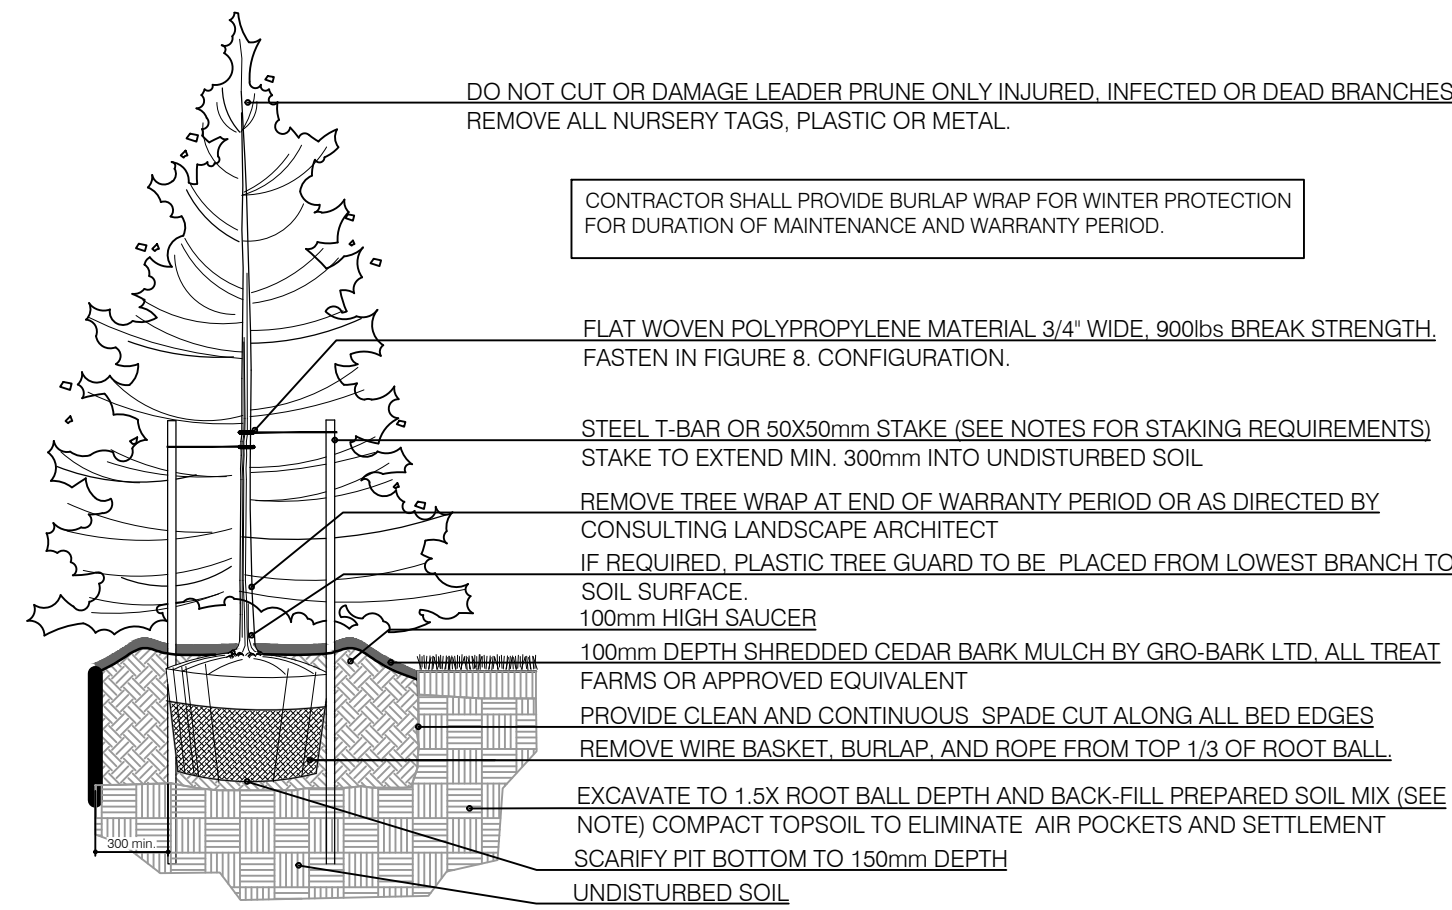 DO NOT CUT OR DAMAGE LEADER PRUNE ONLY INJURED, INFECTED OR DEAD BRANCHES
REMOVE ALL NURSERY TAGS, PLASTIC OR METAL.
CONTRACTOR SHALL PROVIDE BURLAP WRAP FOR WINTER PROTECTION
FOR DURATION OF MAINTENANCE AND WARRANTY PERIOD.
FLAT WOVEN POLYPROPYLENE MATERIAL 3/4" WIDE, 900lbs BREAK STRENGTH.
FASTEN IN FIGURE 8. CONFIGURATION.
STEEL T-BAR OR 50X50mm STAKE (SEE NOTES FOR STAKING REQUIREMENTS)
STAKE TO EXTEND MIN. 300mm INTO UNDISTURBED SOIL
REMOVE TREE WRAP AT END OF WARRANTY PERIOD OR AS DIRECTED BY
CONSULTING LANDSCAPE ARCHITECT
IF REQUIRED, PLASTIC TREE GUARD TO BE PLACED FROM LOWEST BRANCH TO
SOIL SURFACE.
100mm HIGH SAUCER
100mm DEPTH SHREDDED CEDAR BARK MULCH BY GRO-BARK LTD, ALL TREAT
FARMS OR APPROVED EQUIVALENT
PROVIDE CLEAN AND CONTINUOUS SPADE CUT ALONG ALL BED EDGES
REMOVE WIRE BASKET, BURLAP, AND ROPE FROM TOP 1/3 OF ROOT BALL.
EXCAVATE TO 1.5X ROOT BALL DEPTH AND BACK-FILL PREPARED SOIL MIX (SEE
NOTE) COMPACT TOPSOIL TO ELIMINATE AIR POCKETS AND SETTLEMENT
300 min.
SCARIFY PIT BOTTOM TO 150mm DEPTH
UNDISTURBED SOIL